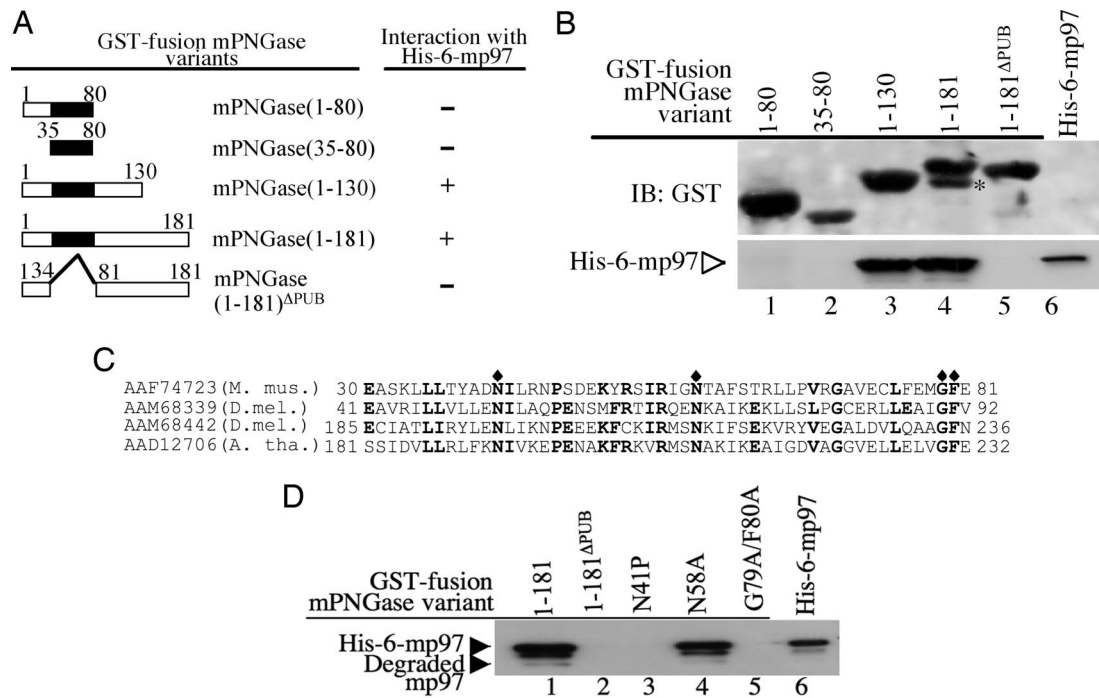 A
GST-fusion mPNGase variants
Interaction with His-6-mp97
1 80 mPNGase(1-80) −
35 80 mPNGase(35-80) −
1 130 mPNGase(1-130) +
1 181 mPNGase(1-181) +
134 81 181 mPNGase (1-181)ΔPUB −
B
GST-fusion mPNGase variant
1-80 35-80 1-130 1-181 1-181ΔPUB His-6-mp97
IB: GST
*
His-6-mp97
1 2 3 4 5 6
C
AAF74723(M. mus.) 30 EASKLLLTYADNILRNPSDEKYRSIRIGNTAFSTRLLPVRGAVECLFEMGFE 81
AAM68339(D.mel.) 41 EAVRILLVLLENILAQPENSMFRTIRQENKAIKEKLLSLPGCERLLEAIGFV 92
AAM68442(D.mel.) 185 ECIATLIRYLENLIKNPEEEKFCKIRMSNKIFSEKVRYVEGALDVLQAAGFN 236
AAD12706(A. tha.) 181 SSIDVLLRLFKNIVKEPENAKFRKVRMSNAKIKEAIGDVAGGVELLELVGFE 232
D
GST-fusion mPNGase variant
1-181 1-181ΔPUB N41P N58A G79A/F80A His-6-mp97
His-6-mp97
Degraded mp97
1 2 3 4 5 6